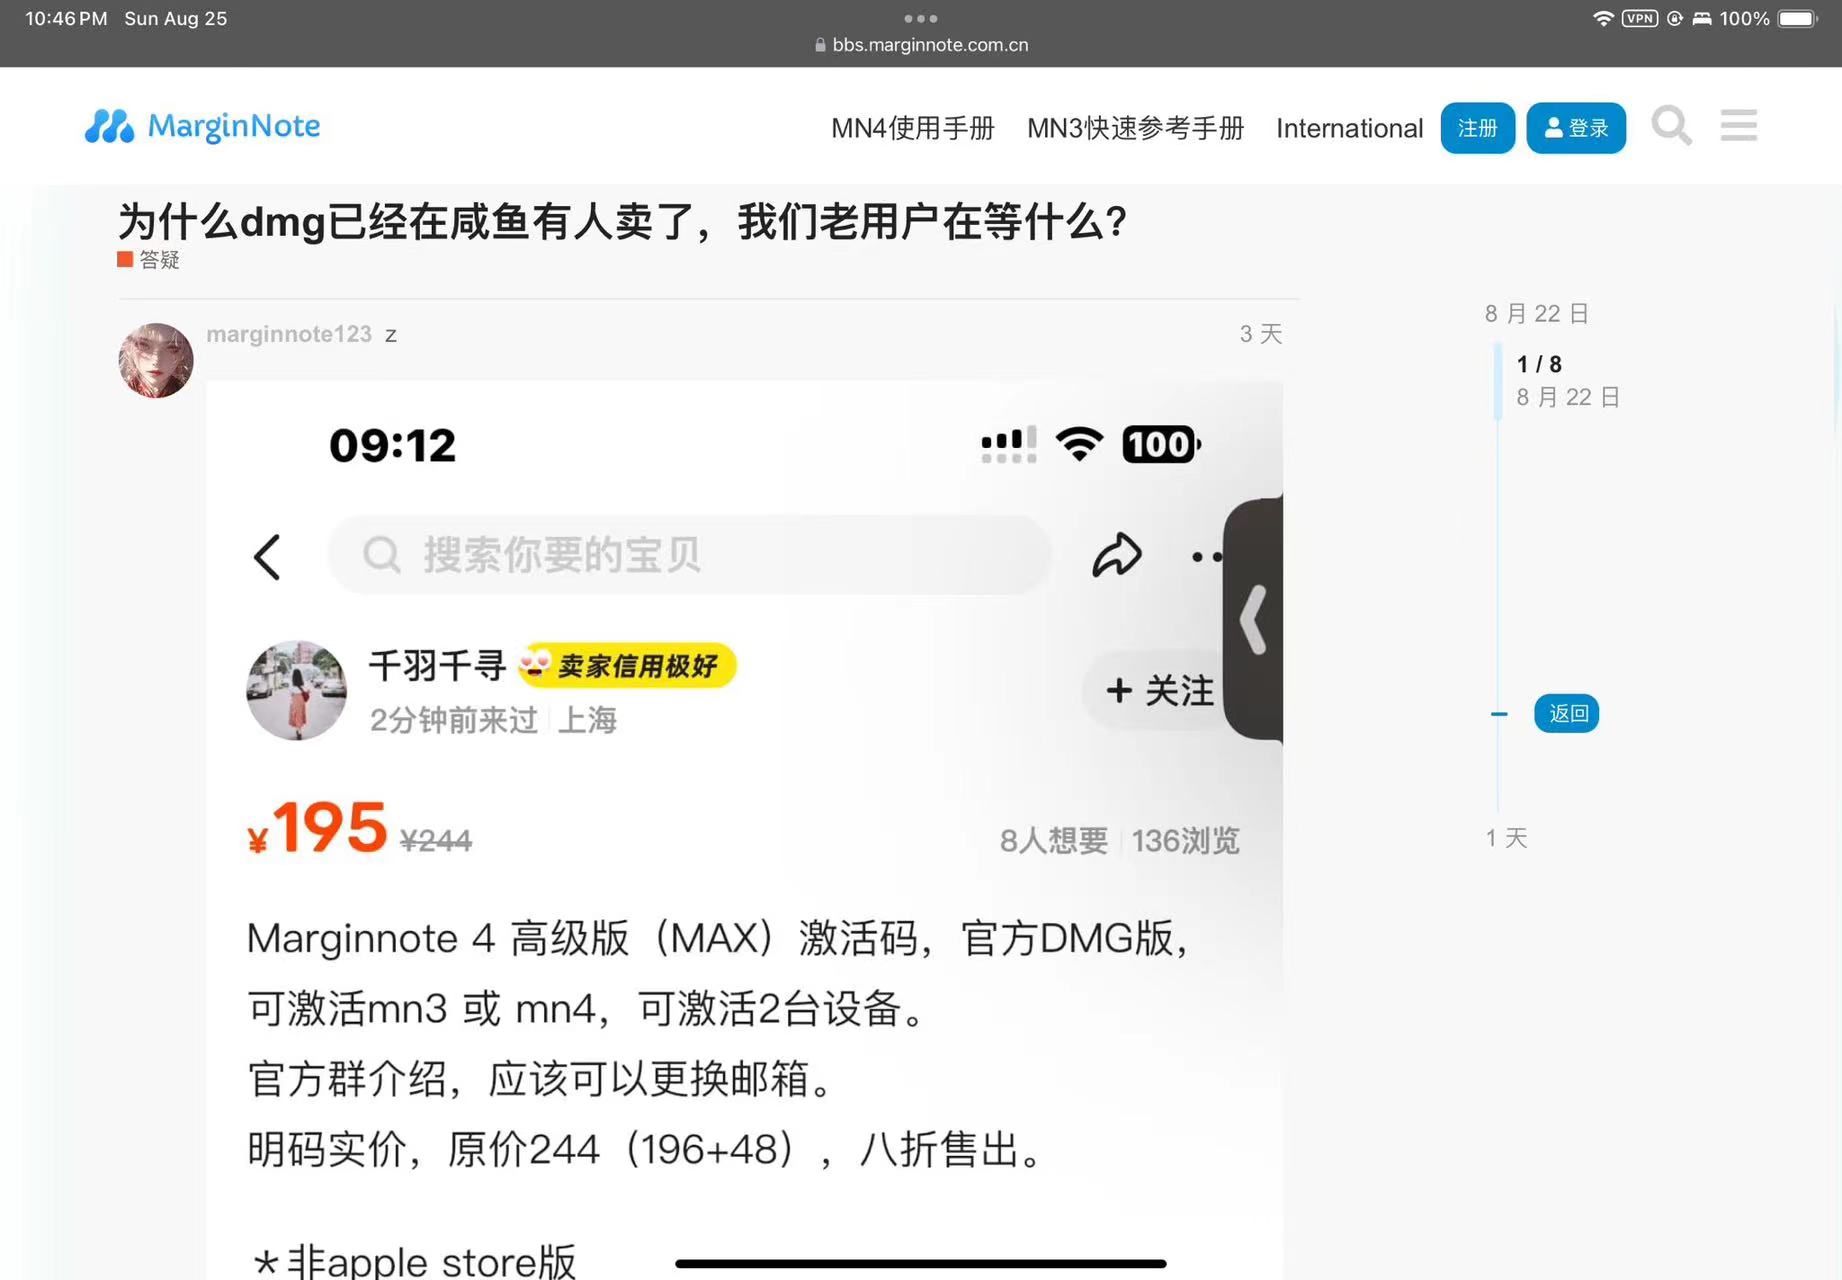 10:46 PM Sun Aug 25
VPN 100%
bbs.marginnote.com.cn
MarginNote
MN4使用手册 MN3快速参考手册 International 注册 登录
为什么dmg已经在咸鱼有人卖了，我们老用户在等什么？
答疑
marginnote123 z 3 天
8 月 22 日
1 / 8
8 月 22 日
返回
1 天
09:12
100
搜索你要的宝贝
千羽千寻 卖家信用极好
2分钟前来过 上海
+ 关注
¥195 ¥244
8人想要 136浏览
Marginnote 4 高级版（MAX）激活码，官方DMG版，
可激活mn3 或 mn4，可激活2台设备。
官方群介绍，应该可以更换邮箱。
明码实价，原价244（196+48），八折售出。
＊非apple store版